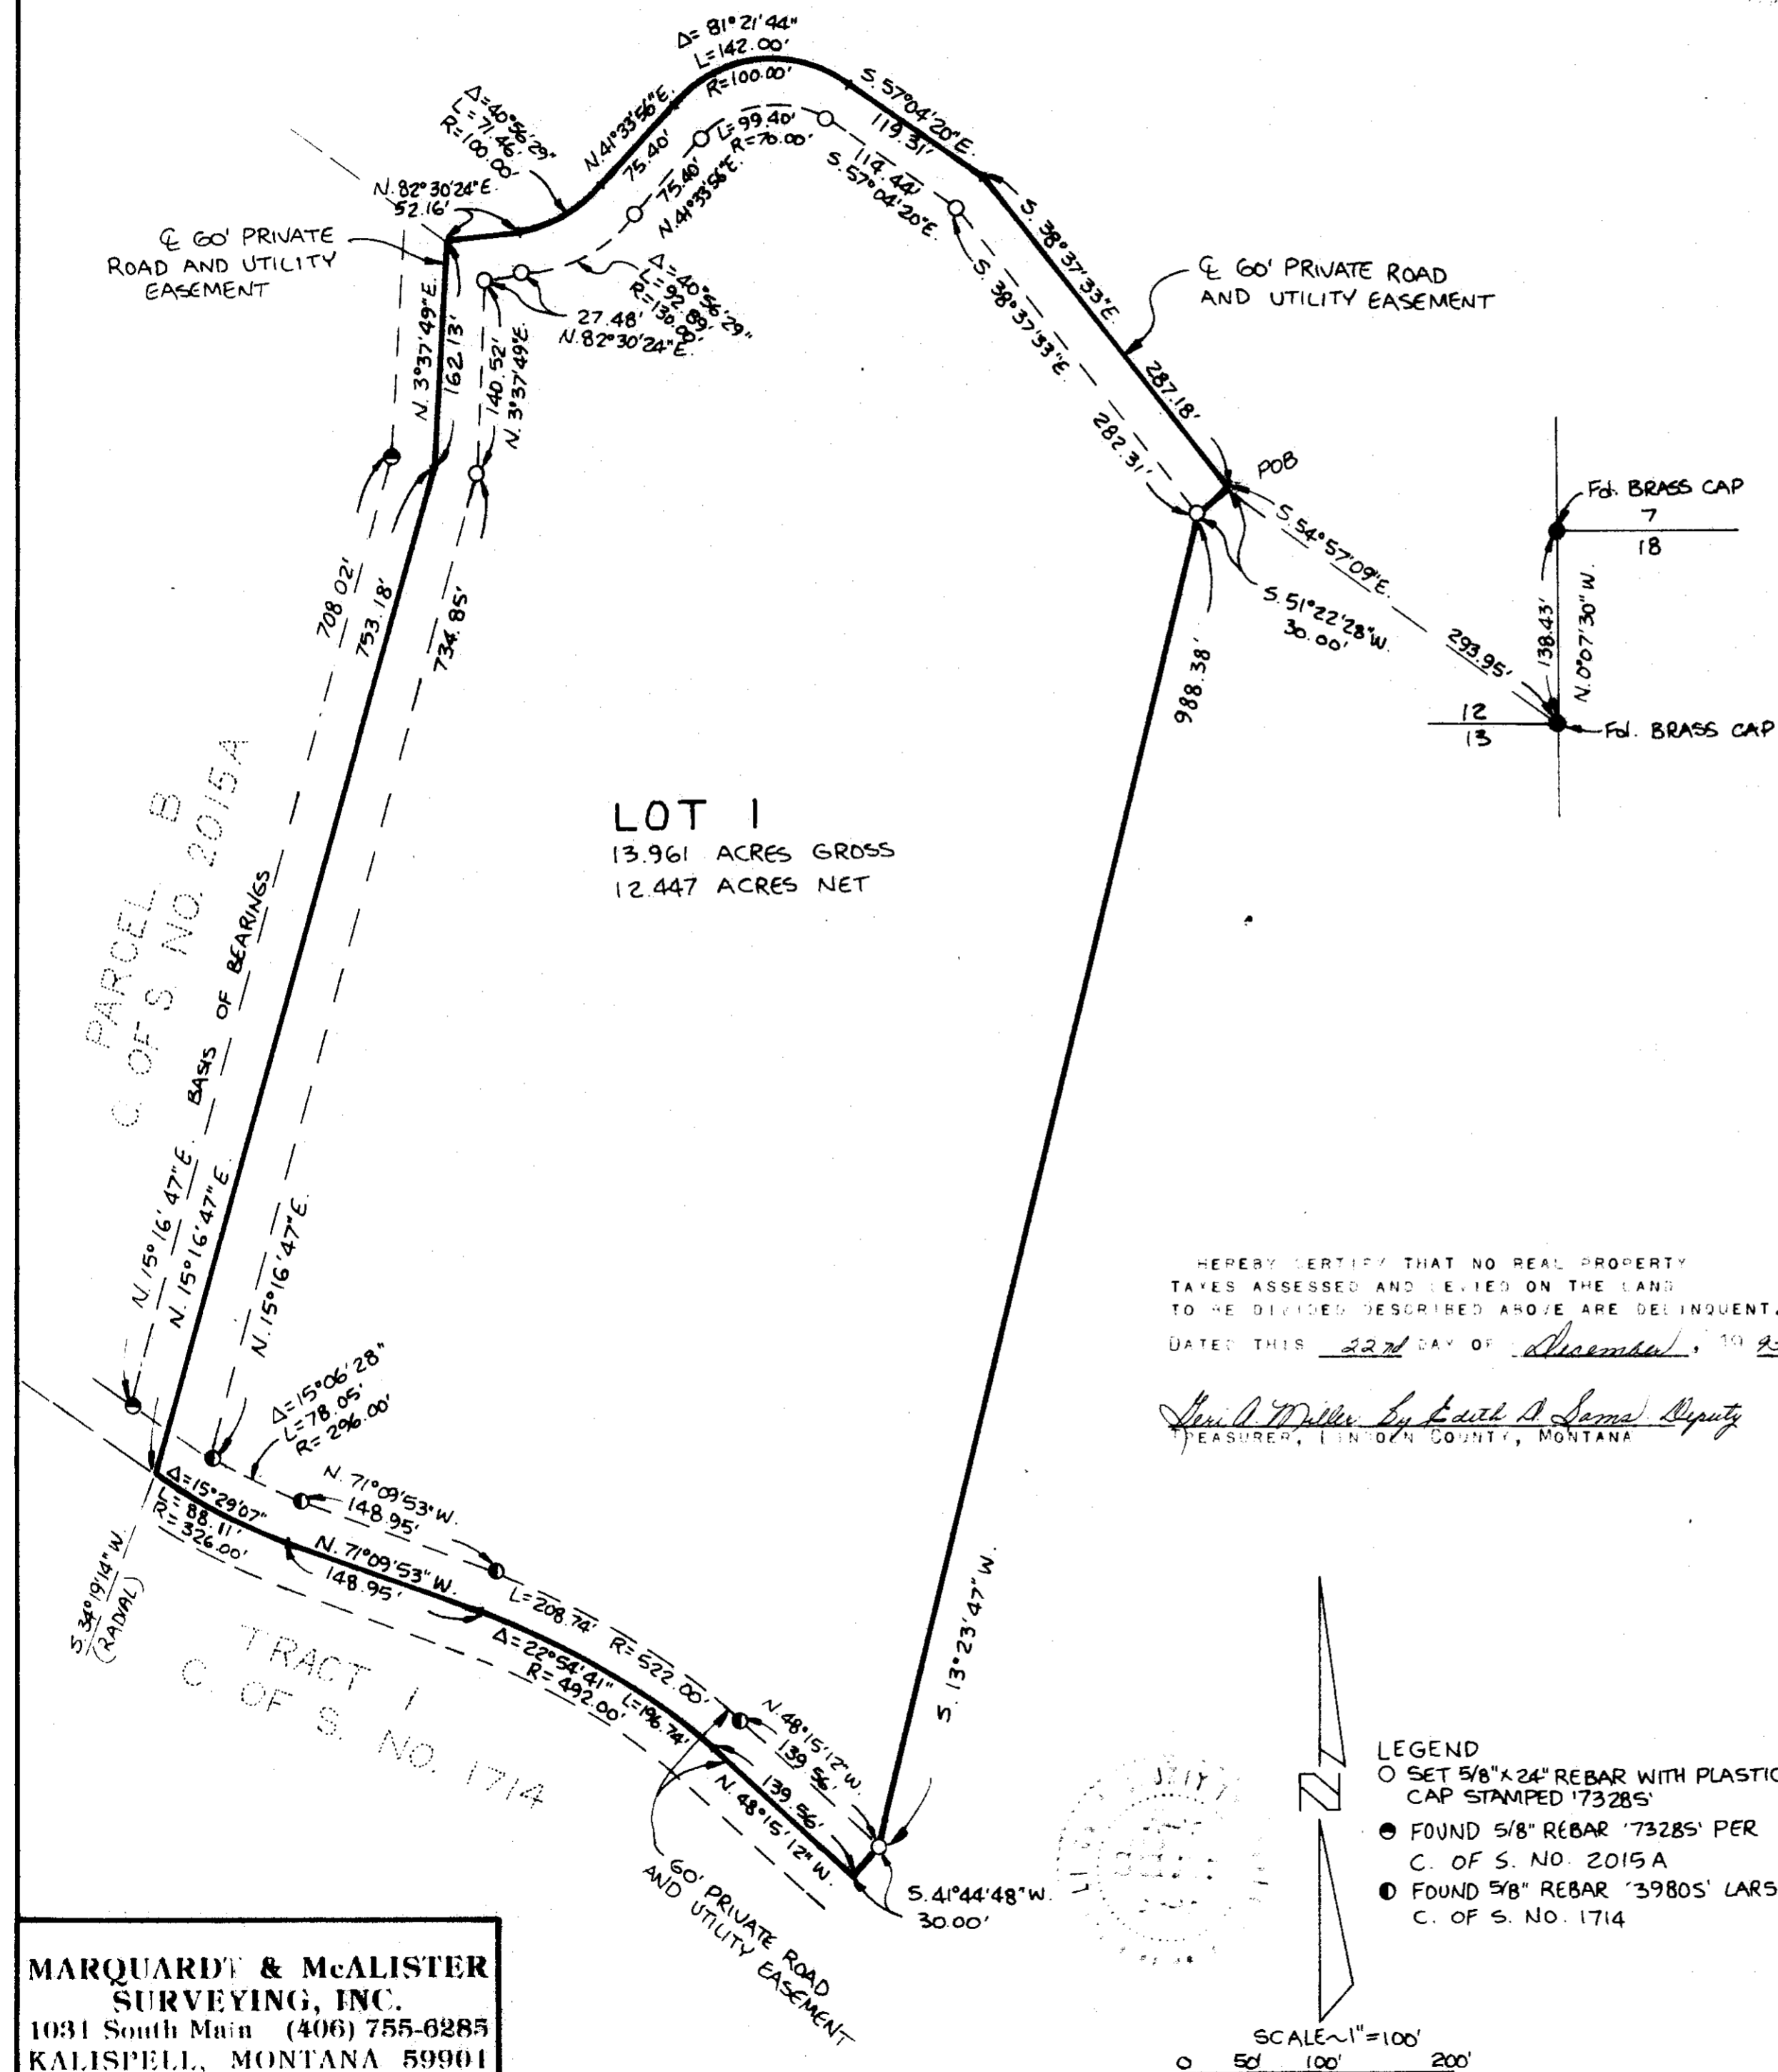 Δ=81°21'44"
L=142.00'
R=100.00'
S.57°04'20"E.
119.31'
Δ=40°56'29"
L=71.46'
R=100.00'
N.41°33'56"E.
75.40'
L=99.40'
R=70.00'
114.44'
S.57°04'20"E.
75.40'
N.41°33'56"E.
N.82°30'24"E.
52.16'
℄ 60' PRIVATE
ROAD AND UTILITY
EASEMENT
Δ=40°56'29"
L=92.89'
R=130.00'
27.48'
N.82°30'24"E.
S.38°37'33"E.
287.18'
S.38°37'33"E.
282.31'
℄ 60' PRIVATE ROAD
AND UTILITY EASEMENT
N.3°37'49"E.
162.13'
140.52'
N.3°37'49"E.
POB
S.54°57'09"E.
293.95'
S.51°22'28"W.
30.00'
Fd. BRASS CAP
7
18
138.43'
N.0°07'30"W.
12
13
Fd. BRASS CAP
708.02'
753.18'
734.85'
988.38'
LOT 1
13.961 ACRES GROSS
12.447 ACRES NET
PARCEL B
C. OF S. NO. 2015A
N.15°16'47"E. BASIS OF BEARINGS
N.15°16'47"E.
N.15°16'47"E.
HEREBY CERTIFY THAT NO REAL PROPERTY
TAXES ASSESSED AND LEVIED ON THE LAND
TO BE DIVIDED DESCRIBED ABOVE ARE DELINQUENT.
DATED THIS 22nd DAY OF December, 19
Geri A. Miller By Edith A. Sams Deputy
TREASURER, LINCOLN COUNTY, MONTANA
Δ=15°06'28"
L=78.05'
R=296.00'
N.71°09'53"W.
148.95'
Δ=15°29'07"
L=88.11'
R=326.00'
N.71°09'53"W.
148.95'
S.34°19'14"W.
(RADIAL)
L=208.74' R=522.00'
Δ=22°54'41" L=196.74'
R=492.00'
TRACT 1
C. OF S. NO. 1714
N.48°15'12"W.
139.56'
139.56'
N.48°15'12"W.
S.13°23'47"W.
S.41°44'48"W.
30.00'
60' PRIVATE ROAD
AND UTILITY
EASEMENT
LEGEND
○ SET 5/8"x24" REBAR WITH PLASTIC
CAP STAMPED '7328S'
FOUND 5/8" REBAR '7328S' PER
C. OF S. NO. 2015A
FOUND 5/8" REBAR '3980S' LARS
C. OF S. NO. 1714
SCALE~1"=100'
0 50' 100' 200'
MARQUARDT & McALISTER
SURVEYING, INC.
1031 South Main (406) 755-6285
KALISPELL, MONTANA 59901